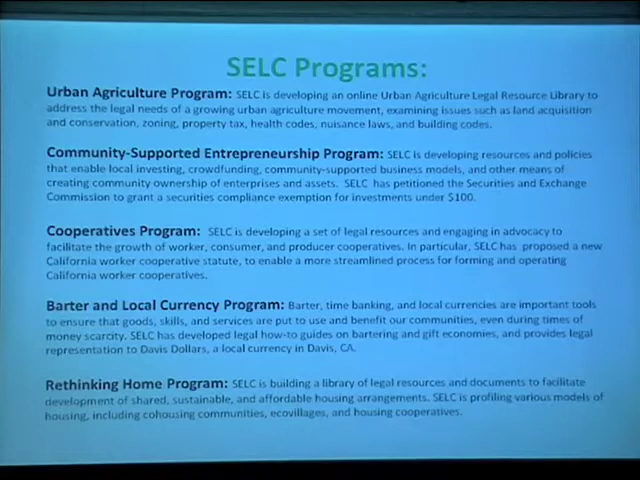 SELC Programs:
Urban Agriculture Program: SELC is developing an online Urban Agriculture Legal Resource Library to
address the legal needs of a growing urban agriculture movement, examining issues such as land acquisition
and conservation, zoning, property tax, health codes, nuisance laws, and building codes.
Community-Supported Entrepreneurship Program: SELC is developing resources and policies
that enable local investing, crowdfunding, community-supported business models, and other means of
creating community ownership of enterprises and assets. SELC has petitioned the Securities and Exchange
Commission to grant a securities compliance exemption for investments under $100.
Cooperatives Program: SELC is developing a set of legal resources and engaging in advocacy to
facilitate the growth of worker, consumer, and producer cooperatives. In particular, SELC has proposed a new
California worker cooperative statute, to enable a more streamlined process for forming and operating
California worker cooperatives.
Barter and Local Currency Program: Barter, time banking, and local currencies are important tools
to ensure that goods, skills, and services are put to use and benefit our communities, even during times of
money scarcity. SELC has developed legal how-to guides on bartering and gift economies, and provides legal
representation to Davis Dollars, a local currency in Davis, CA.
Rethinking Home Program: SELC is building a library of legal resources and documents to facilitate
development of shared, sustainable, and affordable housing arrangements. SELC is profiling various models of
housing, including cohousing communities, ecovillages, and housing cooperatives.